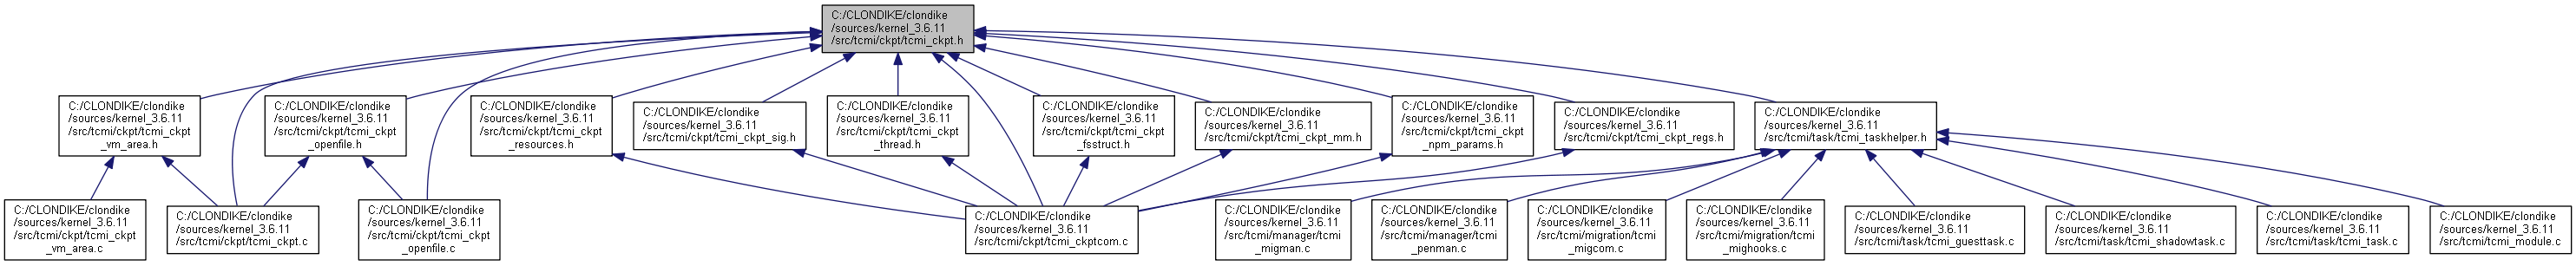 C:/CLONDIKE/clondike
/sources/kernel_3.6.11
/src/tcmi/ckpt/tcmi_ckpt.h
C:/CLONDIKE/clondike
/sources/kernel_3.6.11
/src/tcmi/ckpt/tcmi_ckpt
_vm_area.h
C:/CLONDIKE/clondike
/sources/kernel_3.6.11
/src/tcmi/ckpt/tcmi_ckpt
_openfile.h
C:/CLONDIKE/clondike
/sources/kernel_3.6.11
/src/tcmi/ckpt/tcmi_ckpt
_resources.h
C:/CLONDIKE/clondike
/sources/kernel_3.6.11
/src/tcmi/ckpt/tcmi_ckpt_sig.h
C:/CLONDIKE/clondike
/sources/kernel_3.6.11
/src/tcmi/ckpt/tcmi_ckpt
_thread.h
C:/CLONDIKE/clondike
/sources/kernel_3.6.11
/src/tcmi/ckpt/tcmi_ckpt
_fsstruct.h
C:/CLONDIKE/clondike
/sources/kernel_3.6.11
/src/tcmi/ckpt/tcmi_ckpt_mm.h
C:/CLONDIKE/clondike
/sources/kernel_3.6.11
/src/tcmi/ckpt/tcmi_ckpt
_npm_params.h
C:/CLONDIKE/clondike
/sources/kernel_3.6.11
/src/tcmi/ckpt/tcmi_ckpt_regs.h
C:/CLONDIKE/clondike
/sources/kernel_3.6.11
/src/tcmi/task/tcmi_taskhelper.h
C:/CLONDIKE/clondike
/sources/kernel_3.6.11
/src/tcmi/ckpt/tcmi_ckpt
_vm_area.c
C:/CLONDIKE/clondike
/sources/kernel_3.6.11
/src/tcmi/ckpt/tcmi_ckpt.c
C:/CLONDIKE/clondike
/sources/kernel_3.6.11
/src/tcmi/ckpt/tcmi_ckpt
_openfile.c
C:/CLONDIKE/clondike
/sources/kernel_3.6.11
/src/tcmi/ckpt/tcmi_ckptcom.c
C:/CLONDIKE/clondike
/sources/kernel_3.6.11
/src/tcmi/manager/tcmi
_migman.c
C:/CLONDIKE/clondike
/sources/kernel_3.6.11
/src/tcmi/manager/tcmi
_penman.c
C:/CLONDIKE/clondike
/sources/kernel_3.6.11
/src/tcmi/migration/tcmi
_migcom.c
C:/CLONDIKE/clondike
/sources/kernel_3.6.11
/src/tcmi/migration/tcmi
_mighooks.c
C:/CLONDIKE/clondike
/sources/kernel_3.6.11
/src/tcmi/task/tcmi_guesttask.c
C:/CLONDIKE/clondike
/sources/kernel_3.6.11
/src/tcmi/task/tcmi_shadowtask.c
C:/CLONDIKE/clondike
/sources/kernel_3.6.11
/src/tcmi/task/tcmi_task.c
C:/CLONDIKE/clondike
/sources/kernel_3.6.11
/src/tcmi/tcmi_module.c